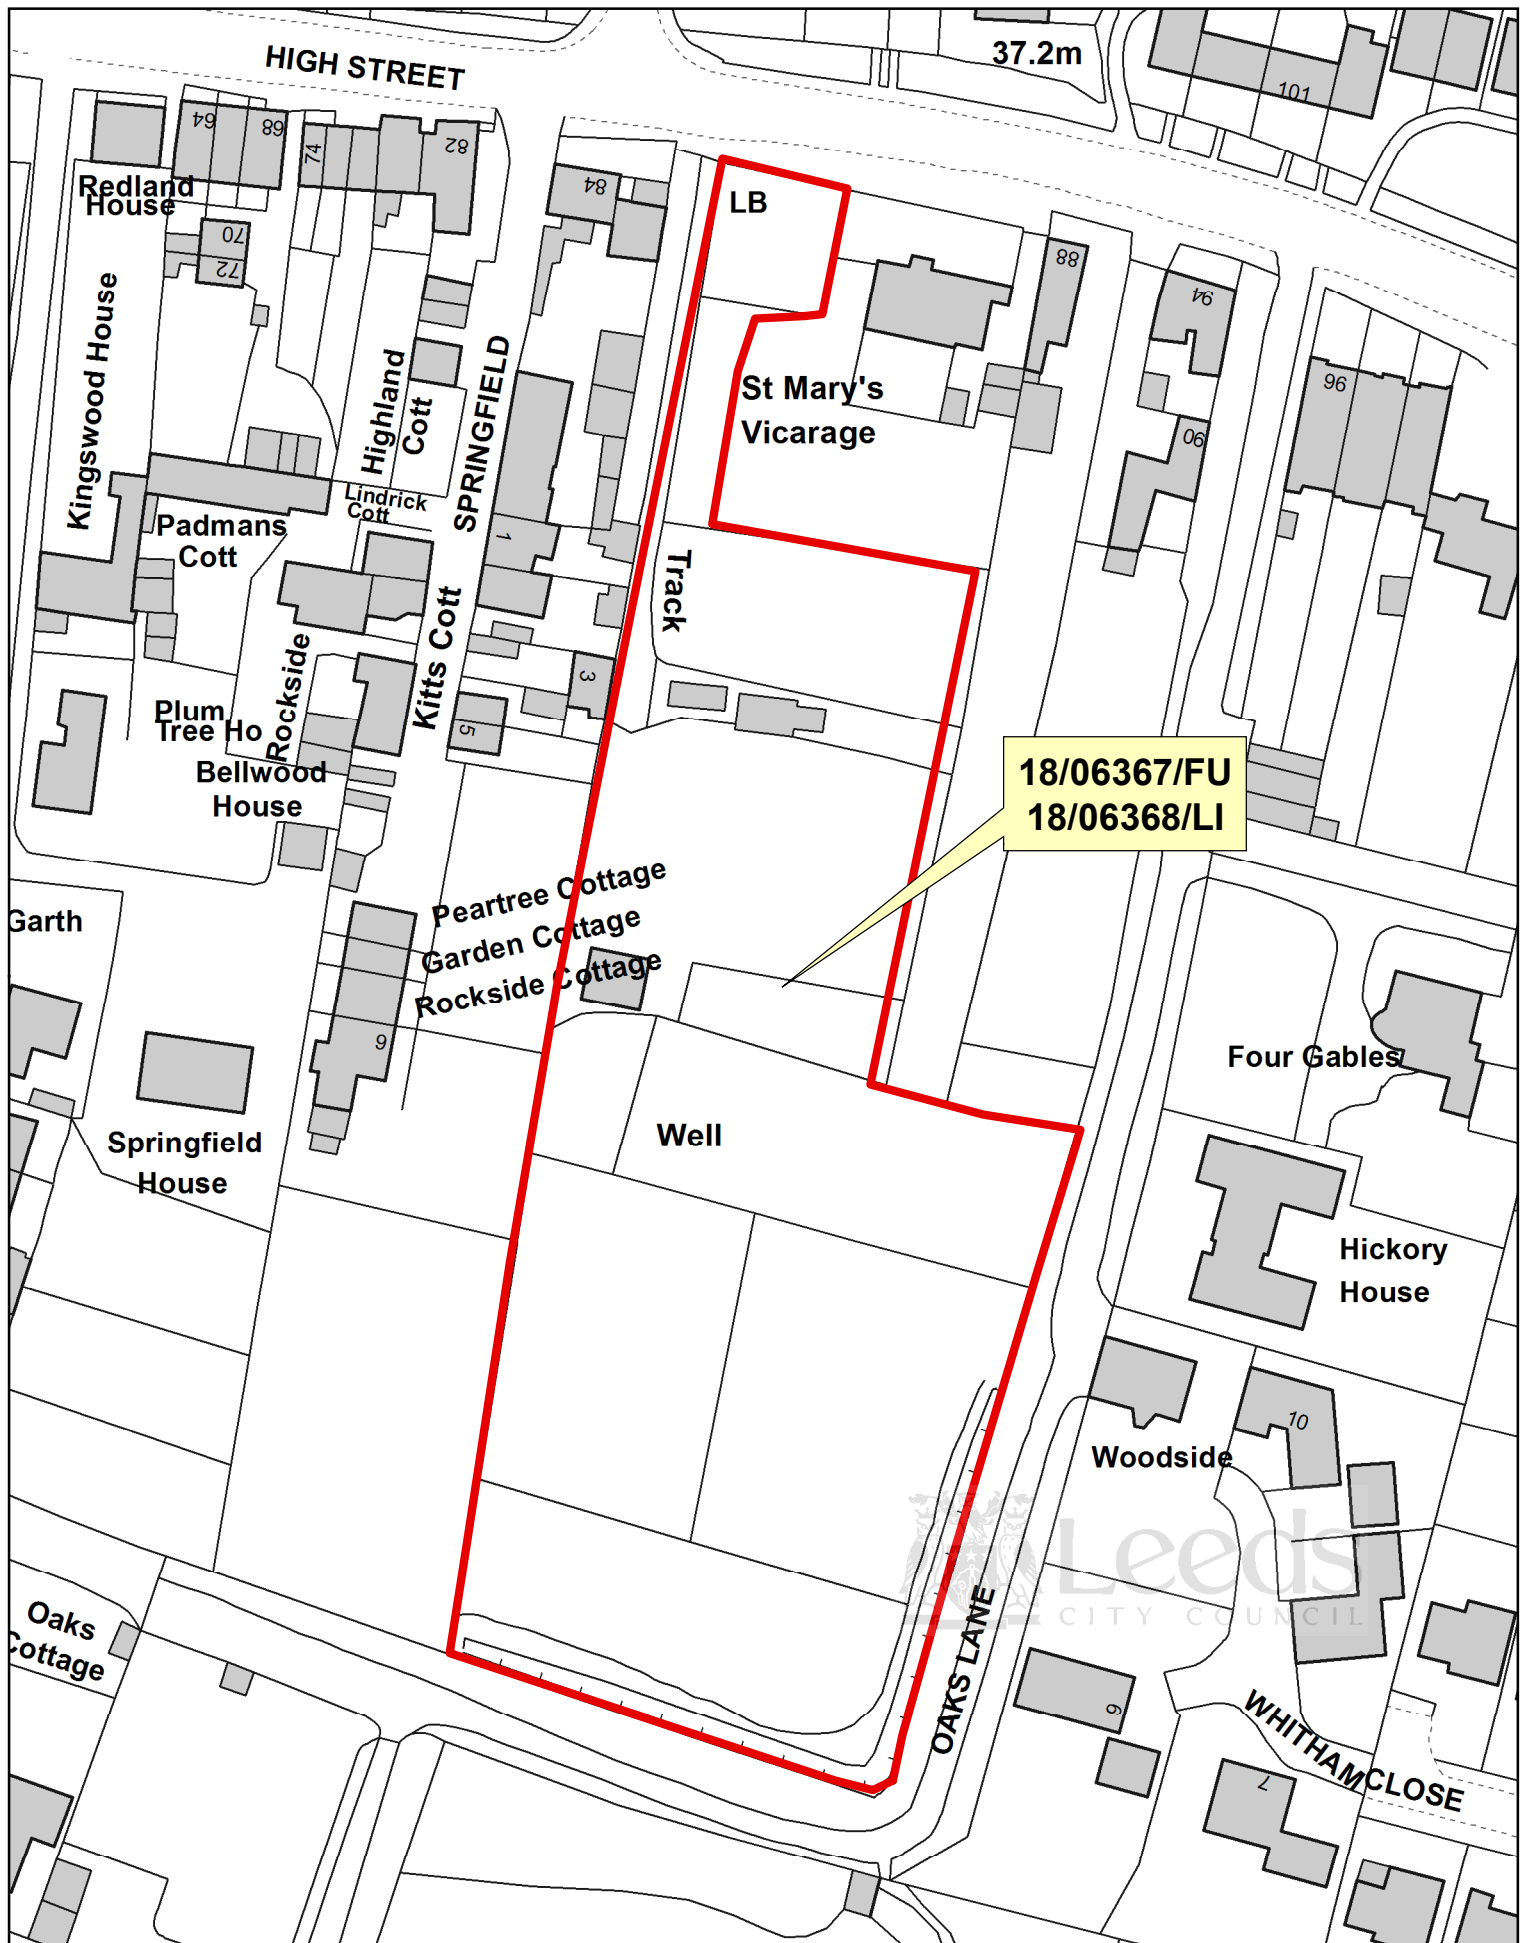 HIGH STREET
37.2m
101
64
68
74
82
84
LB
Redland
House
70
72
88
94
96
90
Kingswood House
Highland
Cott
SPRINGFIELD
St Mary's
Vicarage
Lindrick
Cott
Padmans
Cott
1
Track
Kitts Cott
Rockside
3
5
Plum
Tree Ho
Bellwood
House
18/06367/FU
18/06368/LI
Peartree Cottage
Garden Cottage
Rockside Cottage
Garth
9
Four Gables
Springfield
House
Well
Hickory
House
10
Woodside
Leeds
CITY COUNCIL
Oaks
Cottage
OAKS LANE
6
7
WHITHAM CLOSE